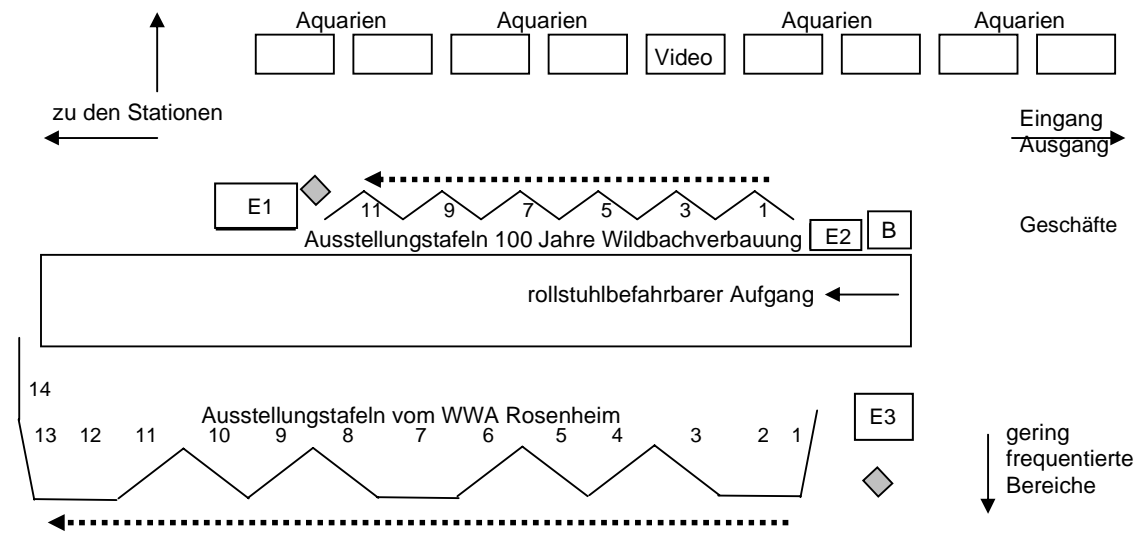 Aquarien Aquarien Aquarien Aquarien
Video
zu den Stationen
Eingang
Ausgang
E1
11 9 7 5 3 1
Ausstellungstafeln 100 Jahre Wildbachverbauung E2 B
Geschäfte
rollstuhlbefahrbarer Aufgang
14
Ausstellungstafeln vom WWA Rosenheim
13 12 11 10 9 8 7 6 5 4 3 2 1
E3
gering
frequentierte
Bereiche